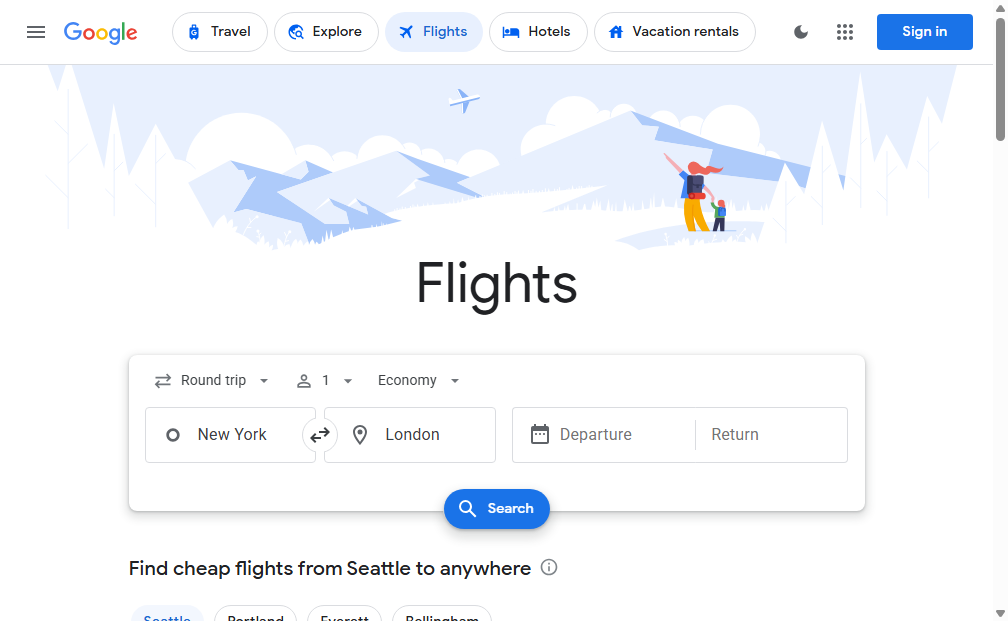 Google Travel Explore Flights Hotels Vacation rentals Sign in
Flights
Round trip 1 Economy
New York London Departure Return
Search
Find cheap flights from Seattle to anywhere
Seattle Portland Everett Bellingham